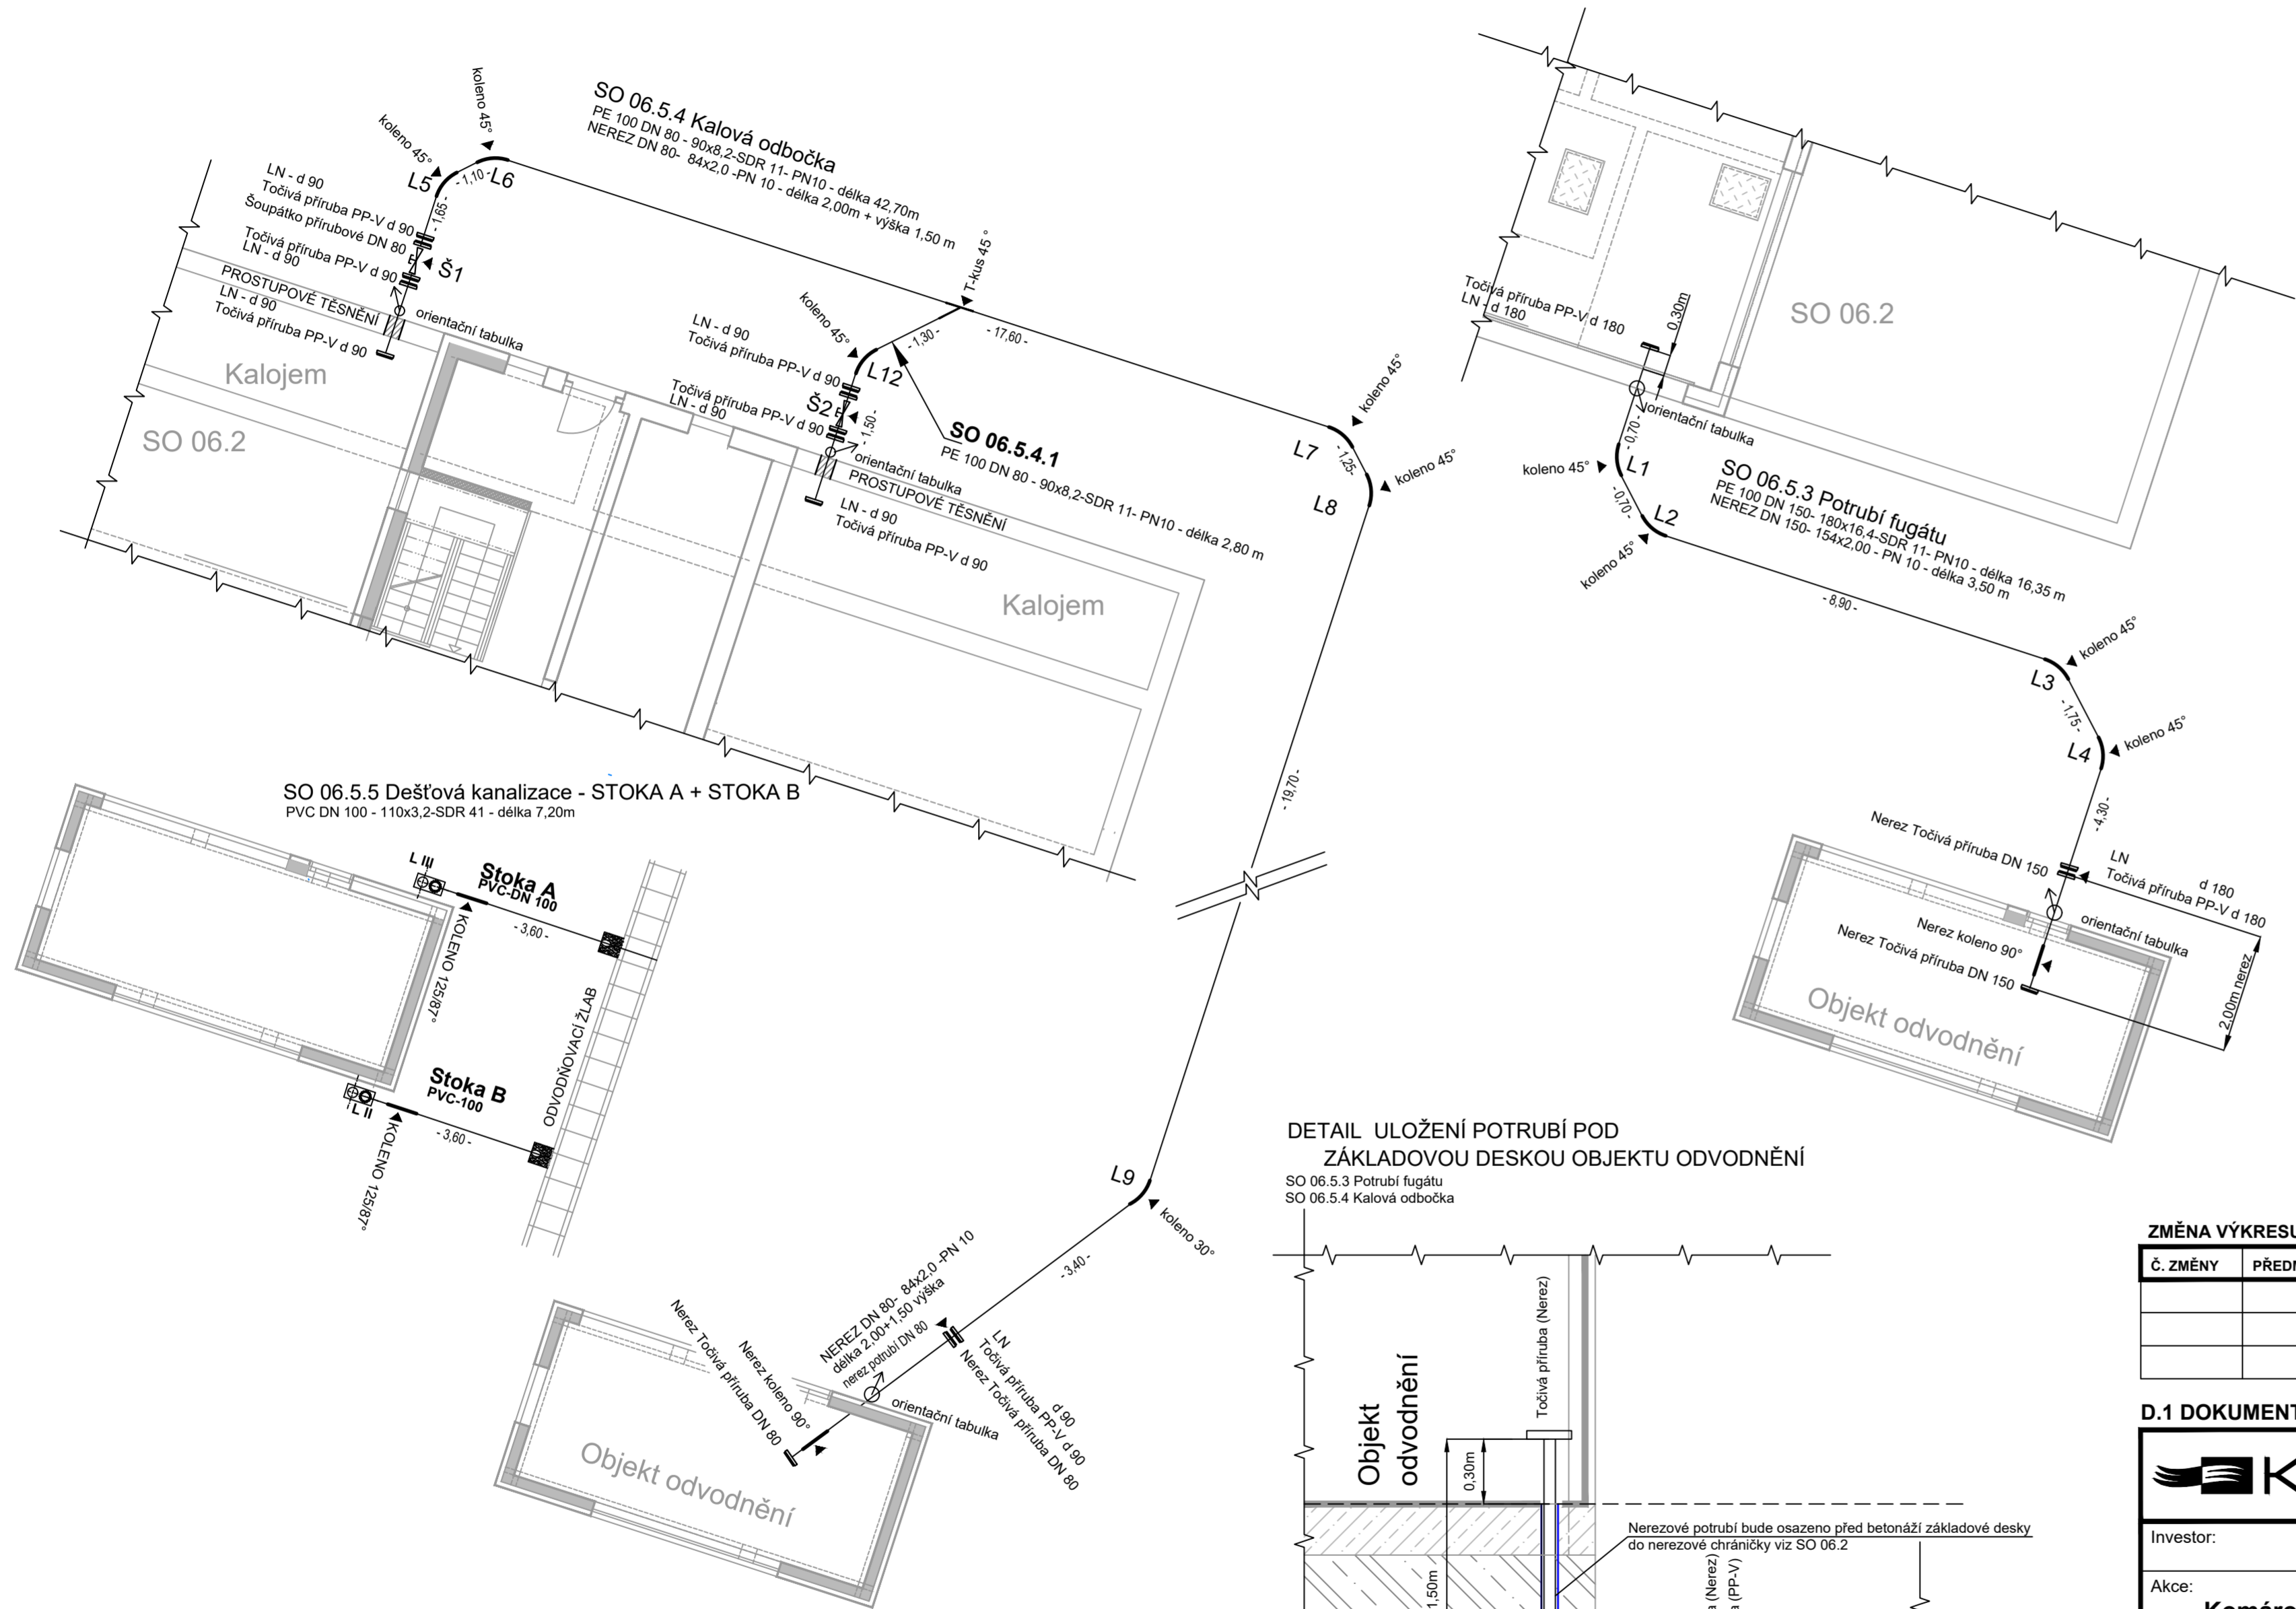 koleno 45°
koleno 45°
SO 06.5.4 Kalová odbočka
PE 100 DN 80 - 90x8,2-SDR 11- PN10 - délka 42,70m
NEREZ DN 80-  84x2,0 -PN 10 - délka 2,00m + výška 1,50 m
LN - d 90
Točivá příruba PP-V d 90
Šoupátko přírubové DN 80
Točivá příruba PP-V d 90
LN - d 90
PROSTUPOVÉ TĚSNĚNÍ
LN - d 90
Točivá příruba PP-V d 90
L5
- 1,10 -
L6
- 1,65 -
Š1
orientační tabulka
Kalojem
SO 06.2
T-kus 45 °
koleno 45°
- 1,30 -
- 17,60 -
LN - d 90
Točivá příruba PP-V d 90
L12
Točivá příruba PP-V d 90
LN - d 90
Š2
- 1,50 -
orientační tabulka
PROSTUPOVÉ TĚSNĚNÍ
LN - d 90
Točivá příruba PP-V d 90
SO 06.5.4.1
PE 100 DN 80 - 90x8,2-SDR 11- PN10 - délka 2,80 m
Kalojem
koleno 45°
L7
- 1,25-
koleno 45°
L8
- 19,70 -
Točivá příruba PP-V d 180
LN - d 180
0,30m
SO 06.2
orientační tabulka
- 0,70 -
koleno 45°
L1
- 0,70 -
L2
koleno 45°
SO 06.5.3 Potrubí fugátu
PE 100 DN 150- 180x16,4-SDR 11- PN10 - délka 16,35 m
NEREZ DN 150- 154x2,00 - PN 10 - délka 3,50 m
- 8,90 -
koleno 45°
L3
- 1,75 -
koleno 45°
L4
- 4,30 -
Nerez Točivá příruba DN 150
LN
d 180
Točivá příruba PP-V d 180
Nerez koleno 90°
orientační tabulka
Nerez Točivá příruba DN 150
2,00m nerez
Objekt odvodnění
SO 06.5.5 Dešťová kanalizace - STOKA A + STOKA B
PVC DN 100 - 110x3,2-SDR 41 - délka 7,20m
L III
Stoka A
PVC-DN 100
- 3,60 -
KOLENO 125/87°
ODVODŇOVACÍ ŽLAB
Stoka B
PVC-100
L II
- 3,60 -
KOLENO 125/87°
L9
koleno 30°
- 3,40 -
NEREZ DN 80-  84x2,0 -PN 10
délka 2,00+1,50 výška
nerez potrubí DN 80
Nerez koleno 90°
Nerez Točivá příruba DN 80
LN
d 90
Točivá příruba PP-V d 90
Nerez Točivá příruba DN 80
orientační tabulka
Objekt odvodnění
DETAIL  ULOŽENÍ POTRUBÍ POD
ZÁKLADOVOU DESKOU OBJEKTU ODVODNĚNÍ
SO 06.5.3 Potrubí fugátu
SO 06.5.4 Kalová odbočka
Objekt
odvodnění
Točivá příruba (Nerez)
0,30m
1,50m
Nerezové potrubí bude osazeno před betonáží základové desky
do nerezové chráničky viz SO 06.2
(Nerez)
(PP-V)
ZMĚNA VÝKRESU
Č. ZMĚNY
D.1 DOKUMENT
Investor:
Akce: